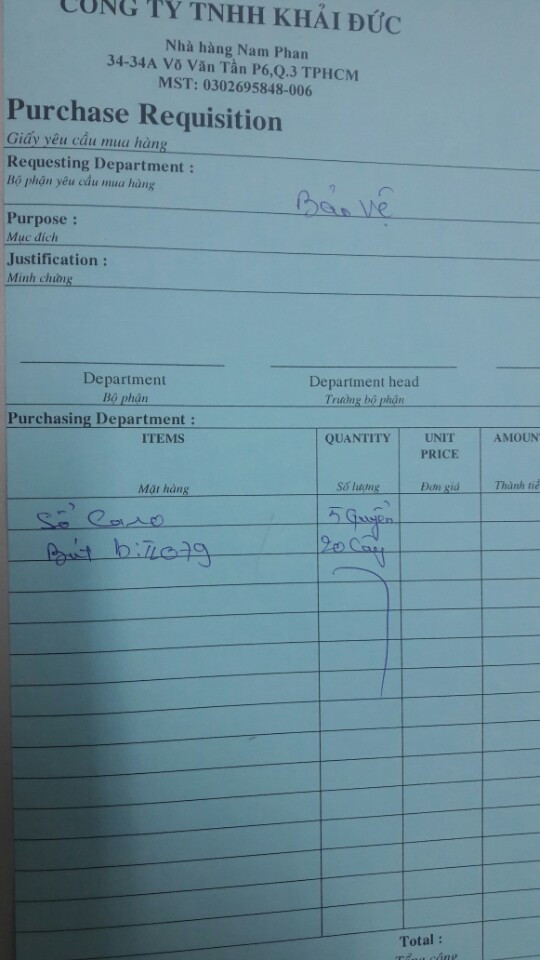 CÔNG TY TNHH KHẢI ĐỨC
Nhà hàng Nam Phan
34-34A Võ Văn Tần P6,Q.3 TPHCM
MST: 0302695848-006
Purchase Requisition
Giấy yêu cầu mua hàng
Requesting Department :
Bộ phận yêu cầu mua hàng
Bảo vệ
Purpose :
Mục đích
Justification :
Minh chứng
Department Department head
Bộ phận Trưởng bộ phận
Purchasing Department :
ITEMS QUANTITY UNIT PRICE AMOUN
Mặt hàng Số lượng Đơn giá Thành tiề
Sổ Caro 5 quyển
Bút 079 20 Cây
Total :
Tổng cộng